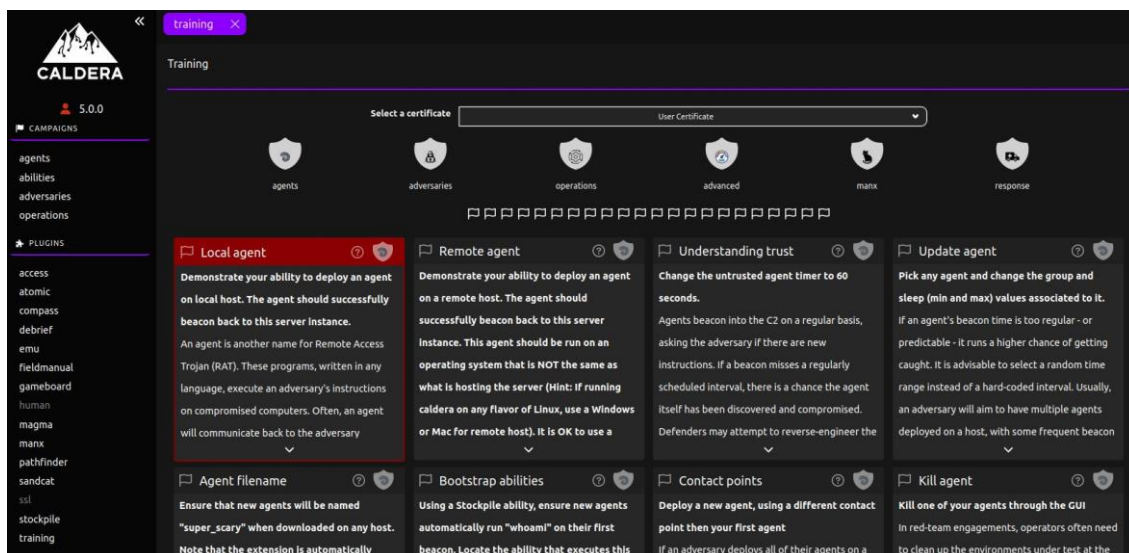 training
CALDERA
Training
5.0.0
CAMPAIGNS
agents
abilities
adversaries
operations
PLUGINS
access
atomic
compass
debrief
emu
fieldmanual
gameboard
human
magma
manx
pathfinder
sandcat
ssl
stockpile
training
Select a certificate
User Certificate
agents
adversaries
operations
advanced
manx
response
Local agent
Demonstrate your ability to deploy an agent
on local host. The agent should successfully
beacon back to this server instance.
An agent is another name for Remote Access
Trojan (RAT). These programs, written in any
language, execute an adversary's instructions
on compromised computers. Often, an agent
will communicate back to the adversary
Remote agent
Demonstrate your ability to deploy an agent
on a remote host. The agent should
successfully beacon back to this server
instance. This agent should be run on an
operating system that is NOT the same as
what is hosting the server (Hint: If running
caldera on any flavor of Linux, use a Windows
or Mac for remote host). It is OK to use a
Understanding trust
Change the untrusted agent timer to 60
seconds.
Agents beacon into the C2 on a regular basis,
asking the adversary if there are new
instructions. If a beacon misses a regularly
scheduled interval, there is a chance the agent
itself has been discovered and compromised.
Defenders may attempt to reverse-engineer the
Update agent
Pick any agent and change the group and
sleep (min and max) values associated to it.
If an agent's beacon time is too regular - or
predictable - it runs a higher chance of getting
caught. It is advisable to select a random time
range instead of a hard-coded interval. Usually,
an adversary will aim to have multiple agents
deployed on a host, with some frequent beacon
Agent filename
Ensure that new agents will be named
"super_scary" when downloaded on any host.
Note that the extension is automatically
Bootstrap abilities
Using a Stockpile ability, ensure new agents
automatically run "whoami" on their first
beacon. Locate the ability that executes this
Contact points
Deploy a new agent, using a different contact
point then your first agent
If an adversary deploys all of their agents on a
Kill agent
Kill one of your agents through the GUI
In red-team engagements, operators often need
to clean up the environments under test at the